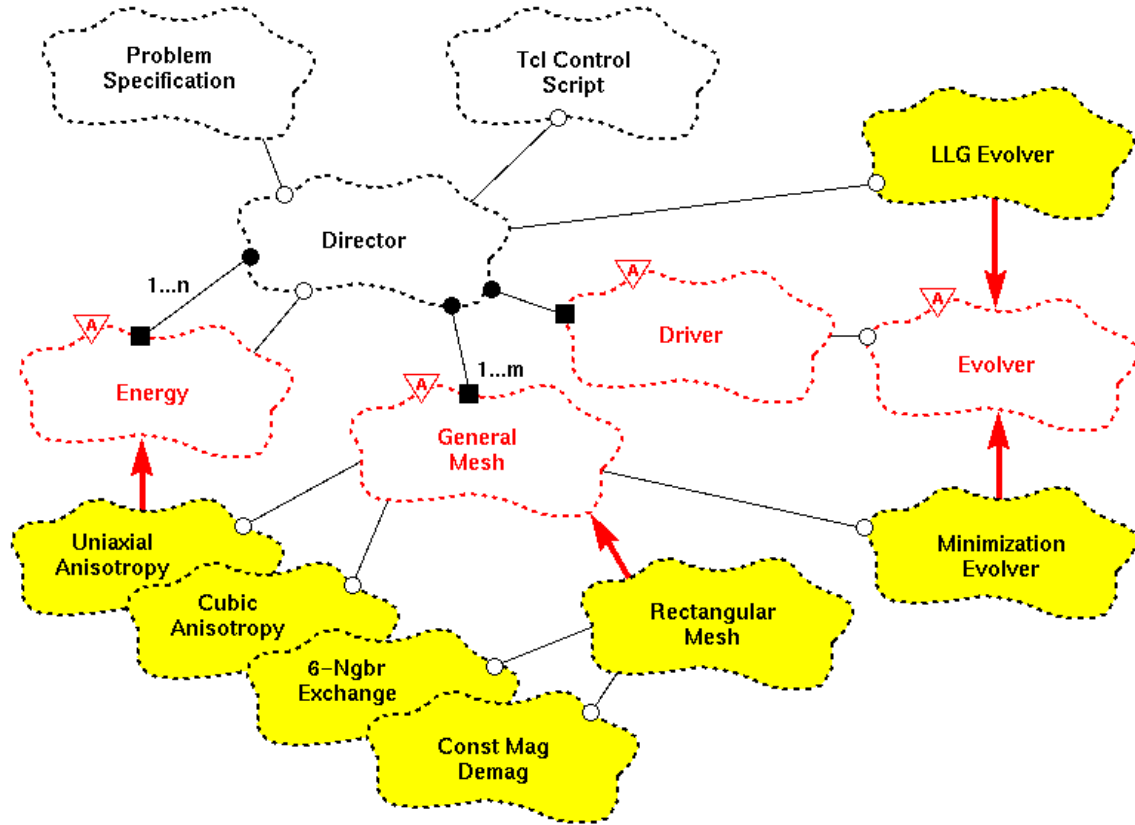 Problem
Specification
Tcl Control
Script
LLG Evolver
Director
1...n
A
Driver
A
Evolver
A
Energy
1...m
A
General
Mesh
Uniaxial
Anisotropy
Minimization
Evolver
Cubic
Anisotropy
Rectangular
Mesh
6-Ngbr
Exchange
Const Mag
Demag